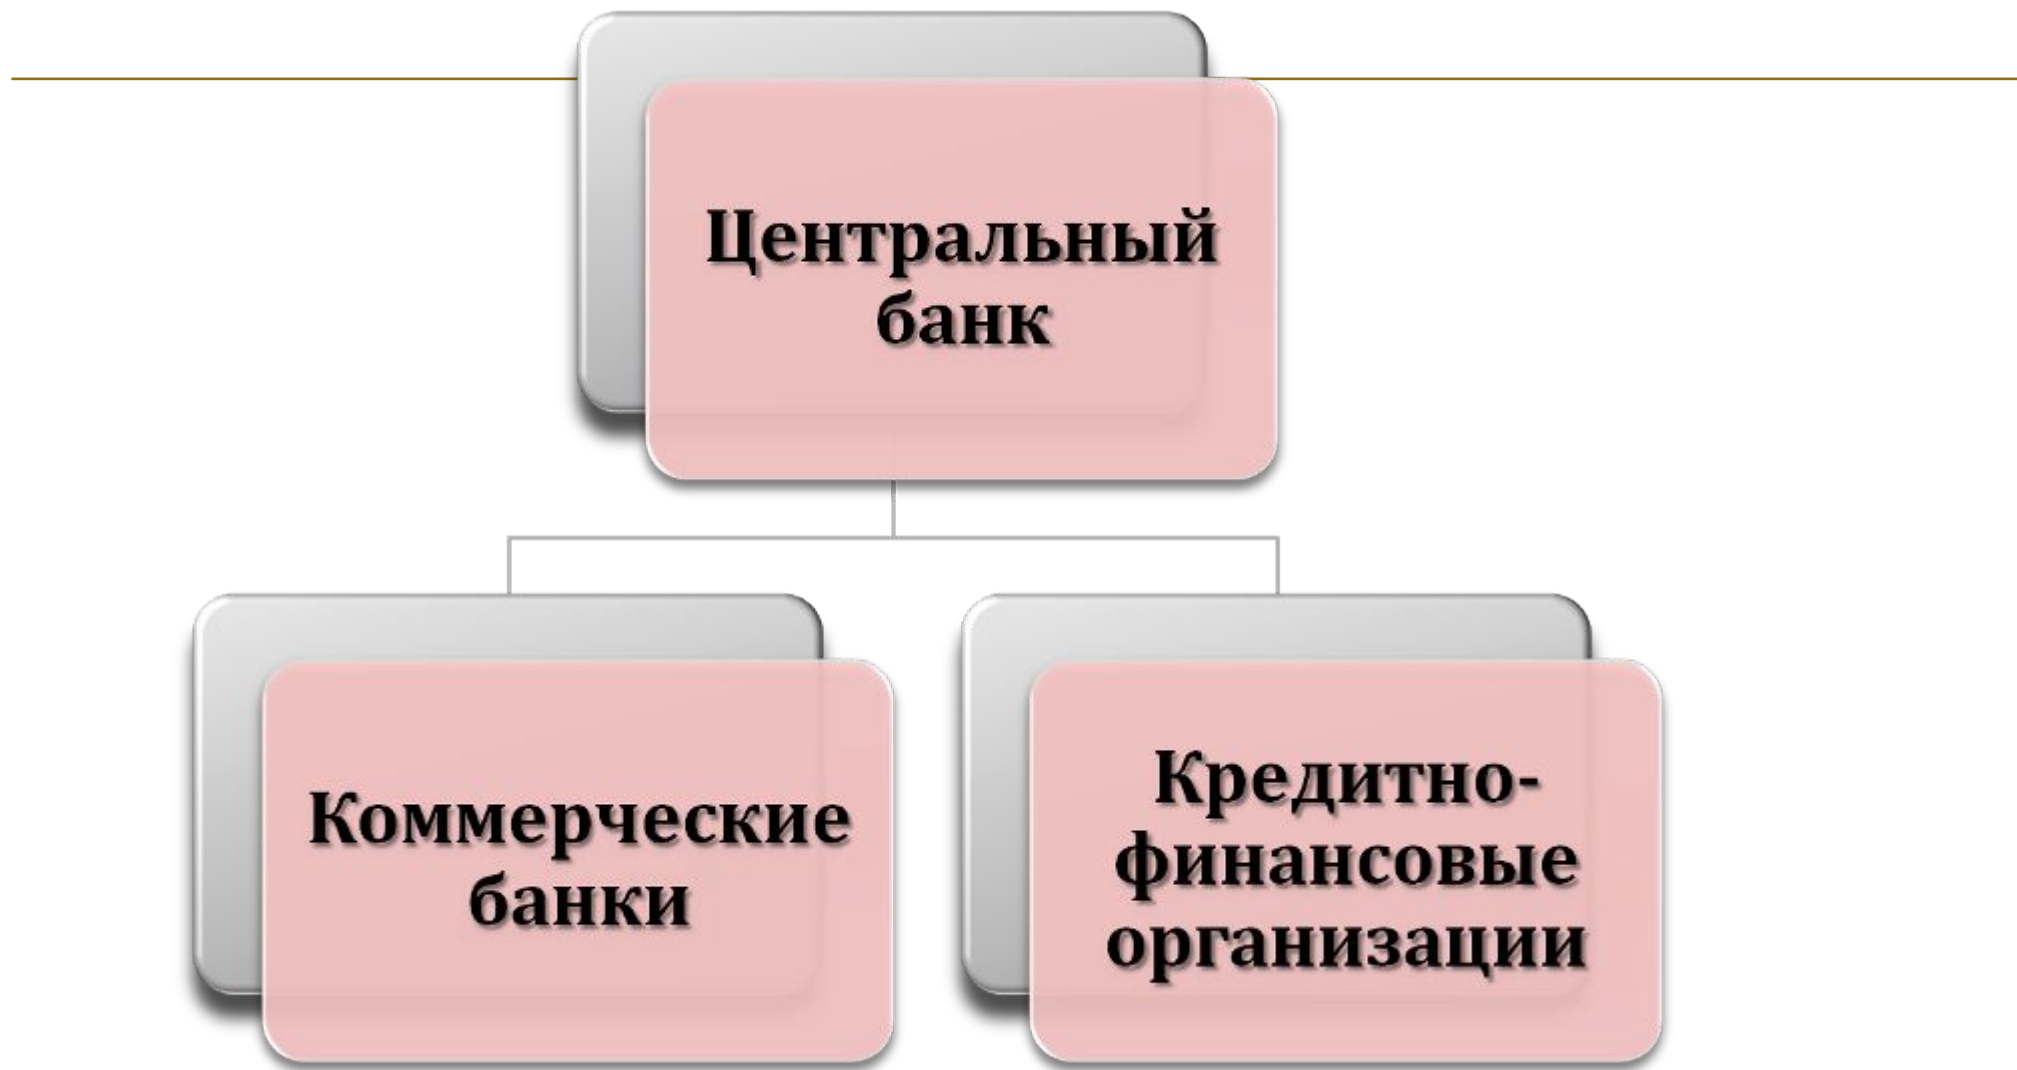 Центральный
банк
Коммерческие
банки
Кредитно-
финансовые
организации